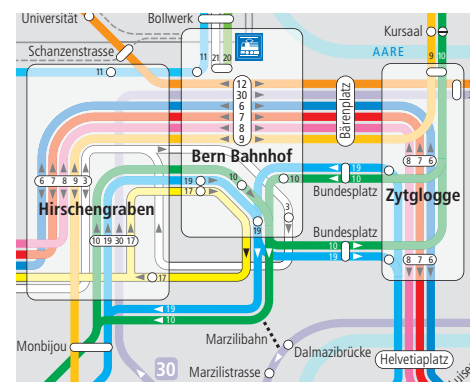 Universität
Bollwerk
Kursaal
Schanzenstrasse
AARE
11
11 21 20
9 10
12
30
6
7
8
9
Bärenplatz
Bern Bahnhof
6 7 8 9 3
8 7 6
19
17
10
10
19
10
Bundesplatz
Zytglogge
Hirschengraben
3
19
Bundesplatz
10 19 30 17
10
19
8 7 6
17
19
10
Monbijou
Marzilibahn
Dalmazibrücke
Helvetiaplatz
30
Marzilistrasse